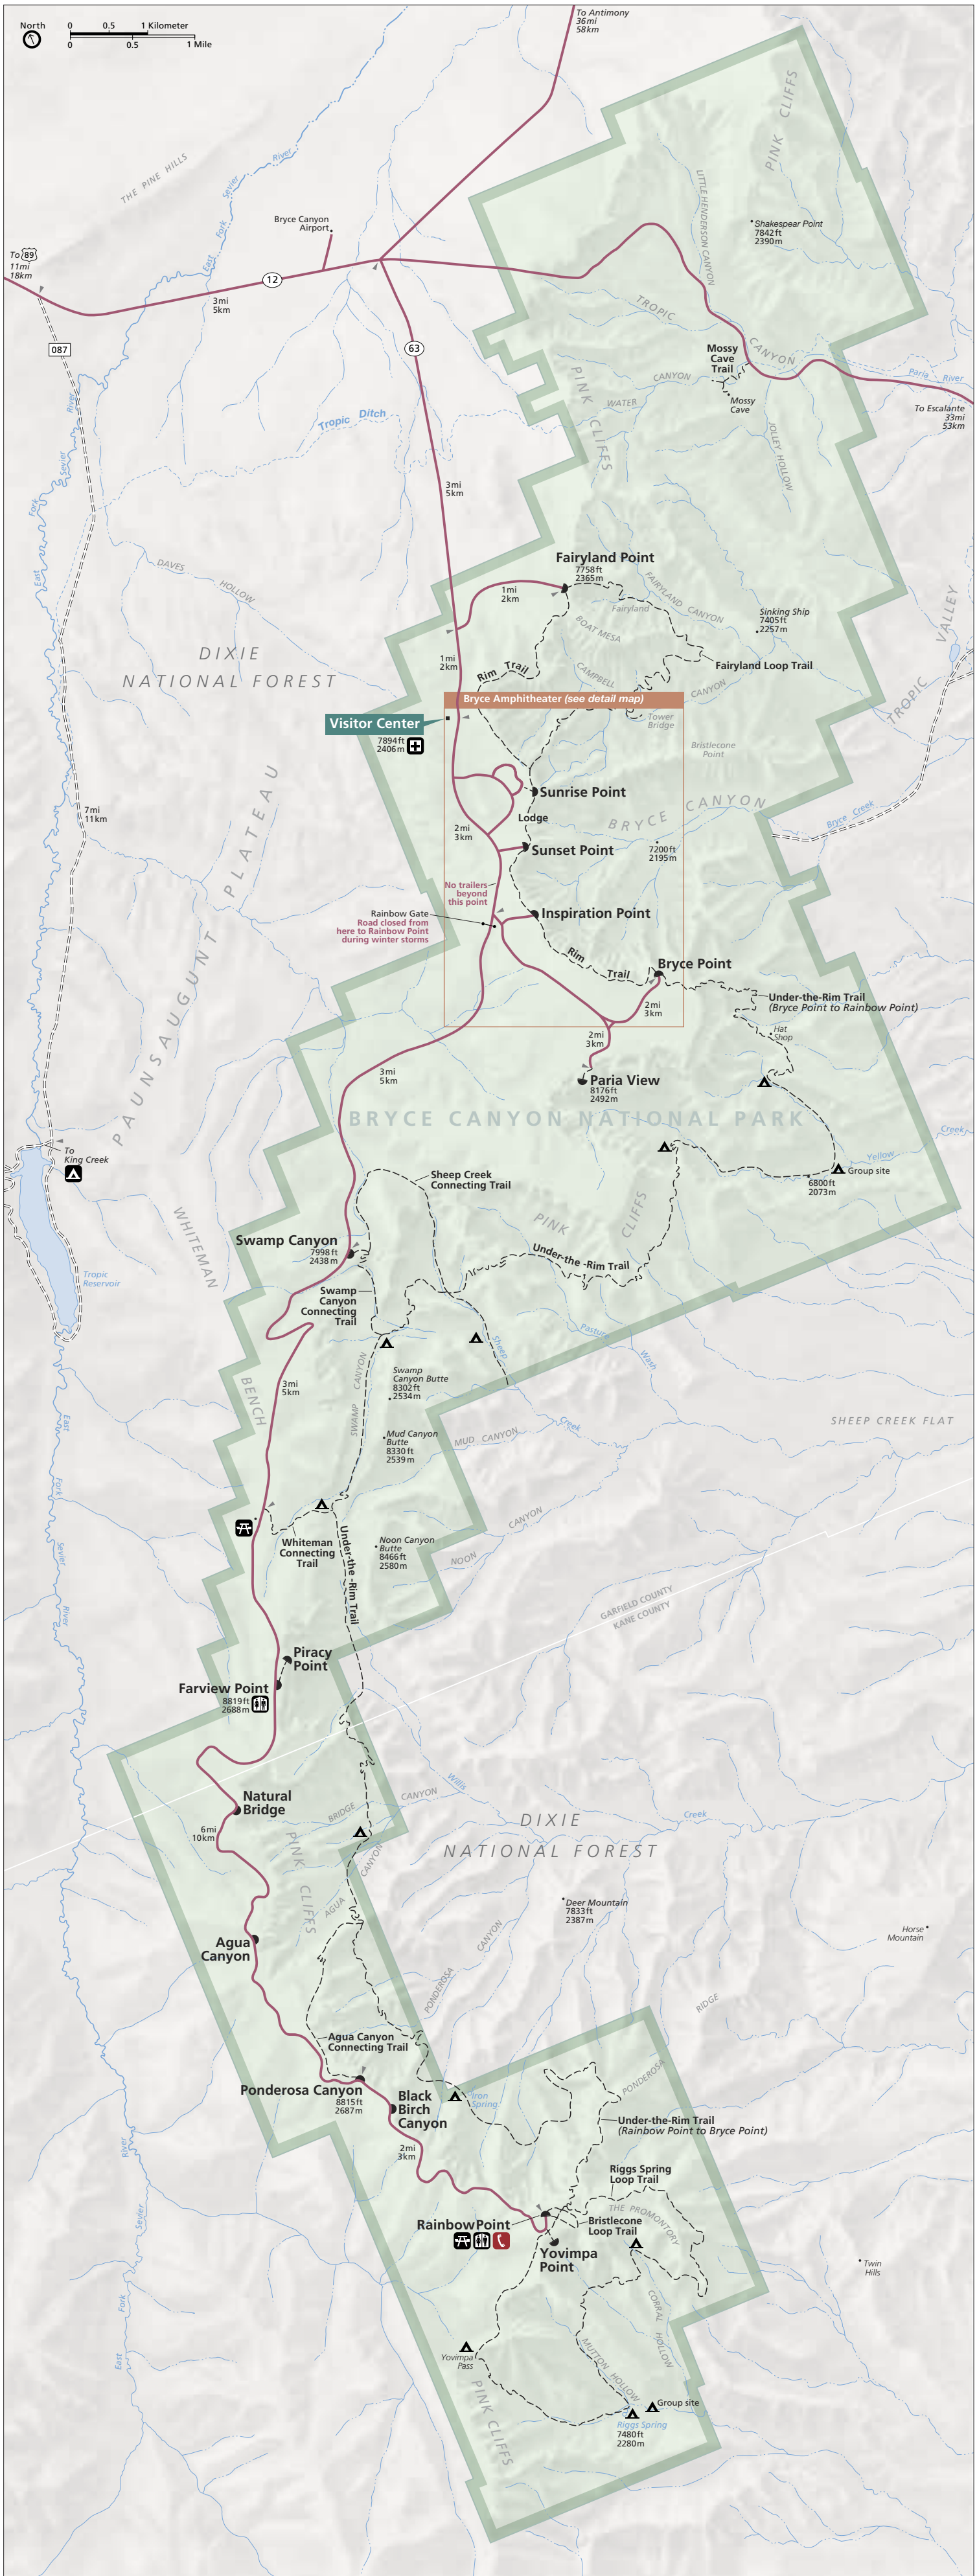 North
0 0.5 1 Kilometer
0 0.5 1 Mile
To Antimony
36mi
58km
PINK CLIFFS
THE PINE HILLS
East Fork Sevier River
LITTLE HENDERSON CANYON
Shakespear Point
7842ft
2390m
Bryce Canyon
Airport
To 89
11mi
18km
12
3mi
5km
087
63
TROPIC CANYON
Mossy
Cave
Trail
WATER CANYON
Mossy
Cave
Paria River
To Escalante
33mi
53km
PINK CLIFFS
JOLLEY HOLLOW
Tropic Ditch
East Fork Sevier River
3mi
5km
DAVES HOLLOW
Fairyland Point
7758ft
2365m
1mi
2km
Fairyland
FAIRYLAND CANYON
BOAT MESA
Sinking Ship
7405ft
2257m
TROPIC VALLEY
DIXIE
NATIONAL FOREST
1mi
2km
Rim Trail
CAMPBELL CANYON
Fairyland Loop Trail
Bryce Amphitheater (see detail map)
Visitor Center
7894ft
2406m
Tower
Bridge
Bristlecone
Point
Sunrise Point
Lodge
BRYCE CANYON
Bryce Creek
7mi
11km
2mi
3km
Sunset Point
7200ft
2195m
PAUNSAUGUNT PLATEAU
No trailers
beyond
this point
Rainbow Gate
Road closed from
here to Rainbow Point
during winter storms
Inspiration Point
Rim Trail
Bryce Point
Under-the-Rim Trail
(Bryce Point to Rainbow Point)
2mi
3km
Hat
Shop
2mi
3km
3mi
5km
Paria View
8176ft
2492m
BRYCE CANYON NATIONAL PARK
To
King Creek
Yellow Creek
Group site
6800ft
2073m
Sheep Creek
Connecting Trail
WHITEMAN BENCH
PINK CLIFFS
Swamp Canyon
7998ft
2438m
Under-the-Rim Trail
Tropic
Reservoir
Swamp
Canyon
Connecting
Trail
Pasture Wash
Sheep Creek
3mi
5km
SWAMP CANYON
Swamp
Canyon Butte
8302ft
2534m
East Fork Sevier River
SHEEP CREEK FLAT
Mud Canyon
Butte
8330ft
2539m
MUD CANYON
Whiteman
Connecting
Trail
Under-the-Rim Trail
Noon Canyon
Butte
8466ft
2580m
NOON CANYON
GARFIELD COUNTY
KANE COUNTY
Piracy
Point
Farview Point
8819ft
2688m
Natural
Bridge
BRIDGE CANYON
Willis Creek
6mi
10km
DIXIE
NATIONAL FOREST
PINK CLIFFS
AGUA CANYON
Deer Mountain
7833ft
2387m
Horse
Mountain
Agua
Canyon
PONDEROSA CANYON
PONDEROSA RIDGE
Agua Canyon
Connecting Trail
Ponderosa Canyon
8815ft
2687m
Black
Birch
Canyon
Iron
Spring
Under-the-Rim Trail
(Rainbow Point to Bryce Point)
2mi
3km
Riggs Spring
Loop Trail
THE PROMONTORY
Rainbow Point
Bristlecone
Loop Trail
Yovimpa
Point
Twin
Hills
East Fork Sevier River
CORRAL HOLLOW
MUTTON HOLLOW
Yovimpa
Pass
PINK CLIFFS
Group site
Riggs Spring
7480ft
2280m